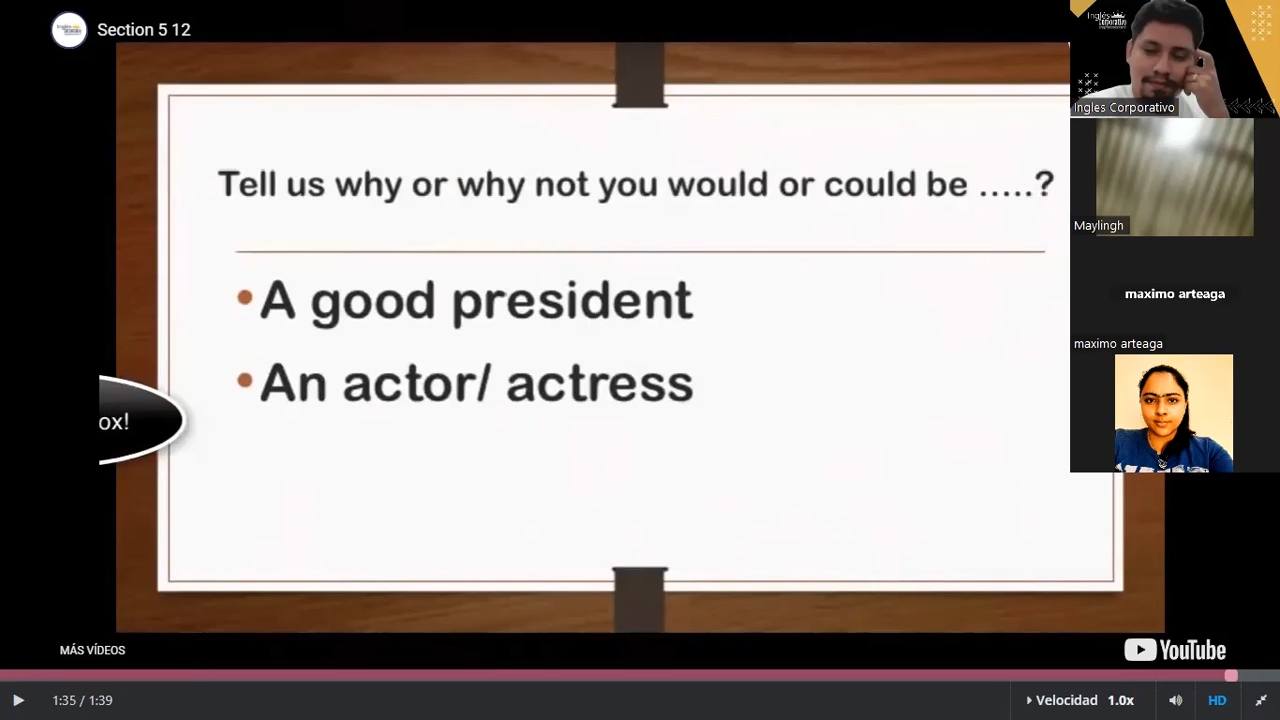 Section 5 12
Tell us why or why not you would or could be .....?
•A good president
•An actor/ actress
ox!
MÁS VÍDEOS
YouTube
1:35 / 1:39
Velocidad 1.0x
HD
Inglés
Corporativo
Ingles Corporativo
Maylingh
maximo arteaga
maximo arteaga